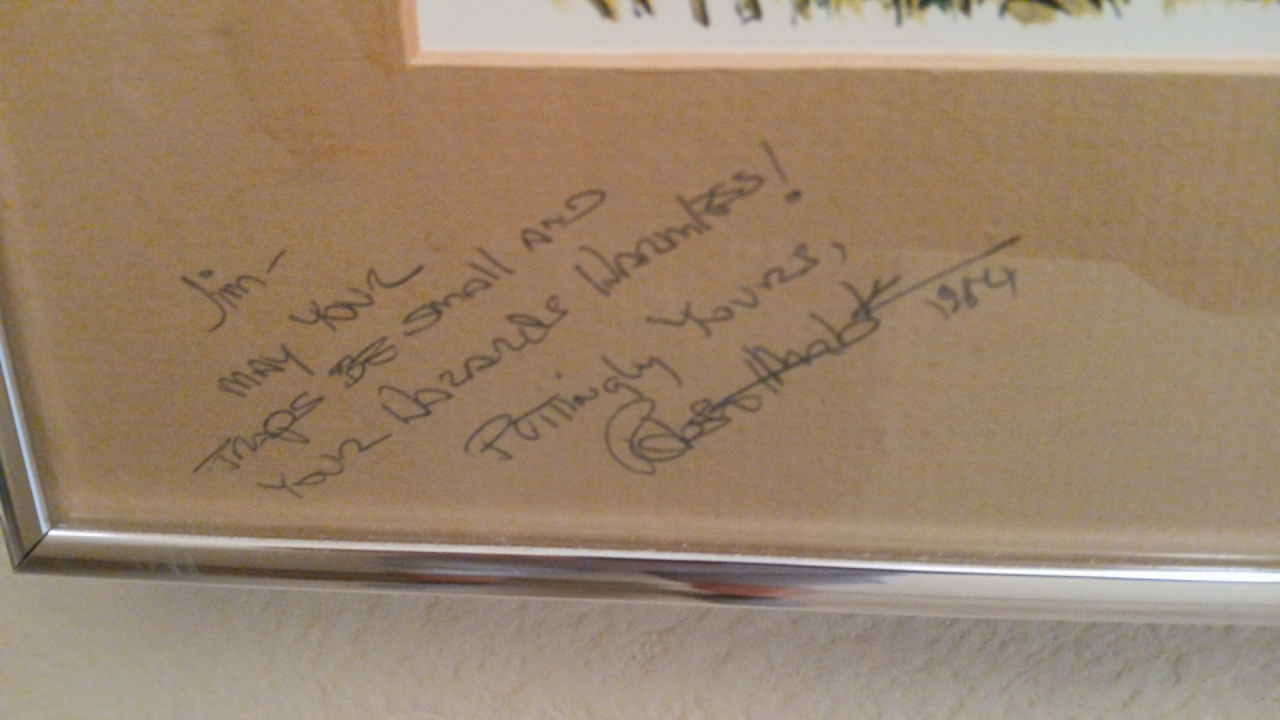 Jim-
MAY YOUR
TRAPS BE small AND
YOUR HAZARDS HARMLESS!
PUTTINGLY YOURS,
1984